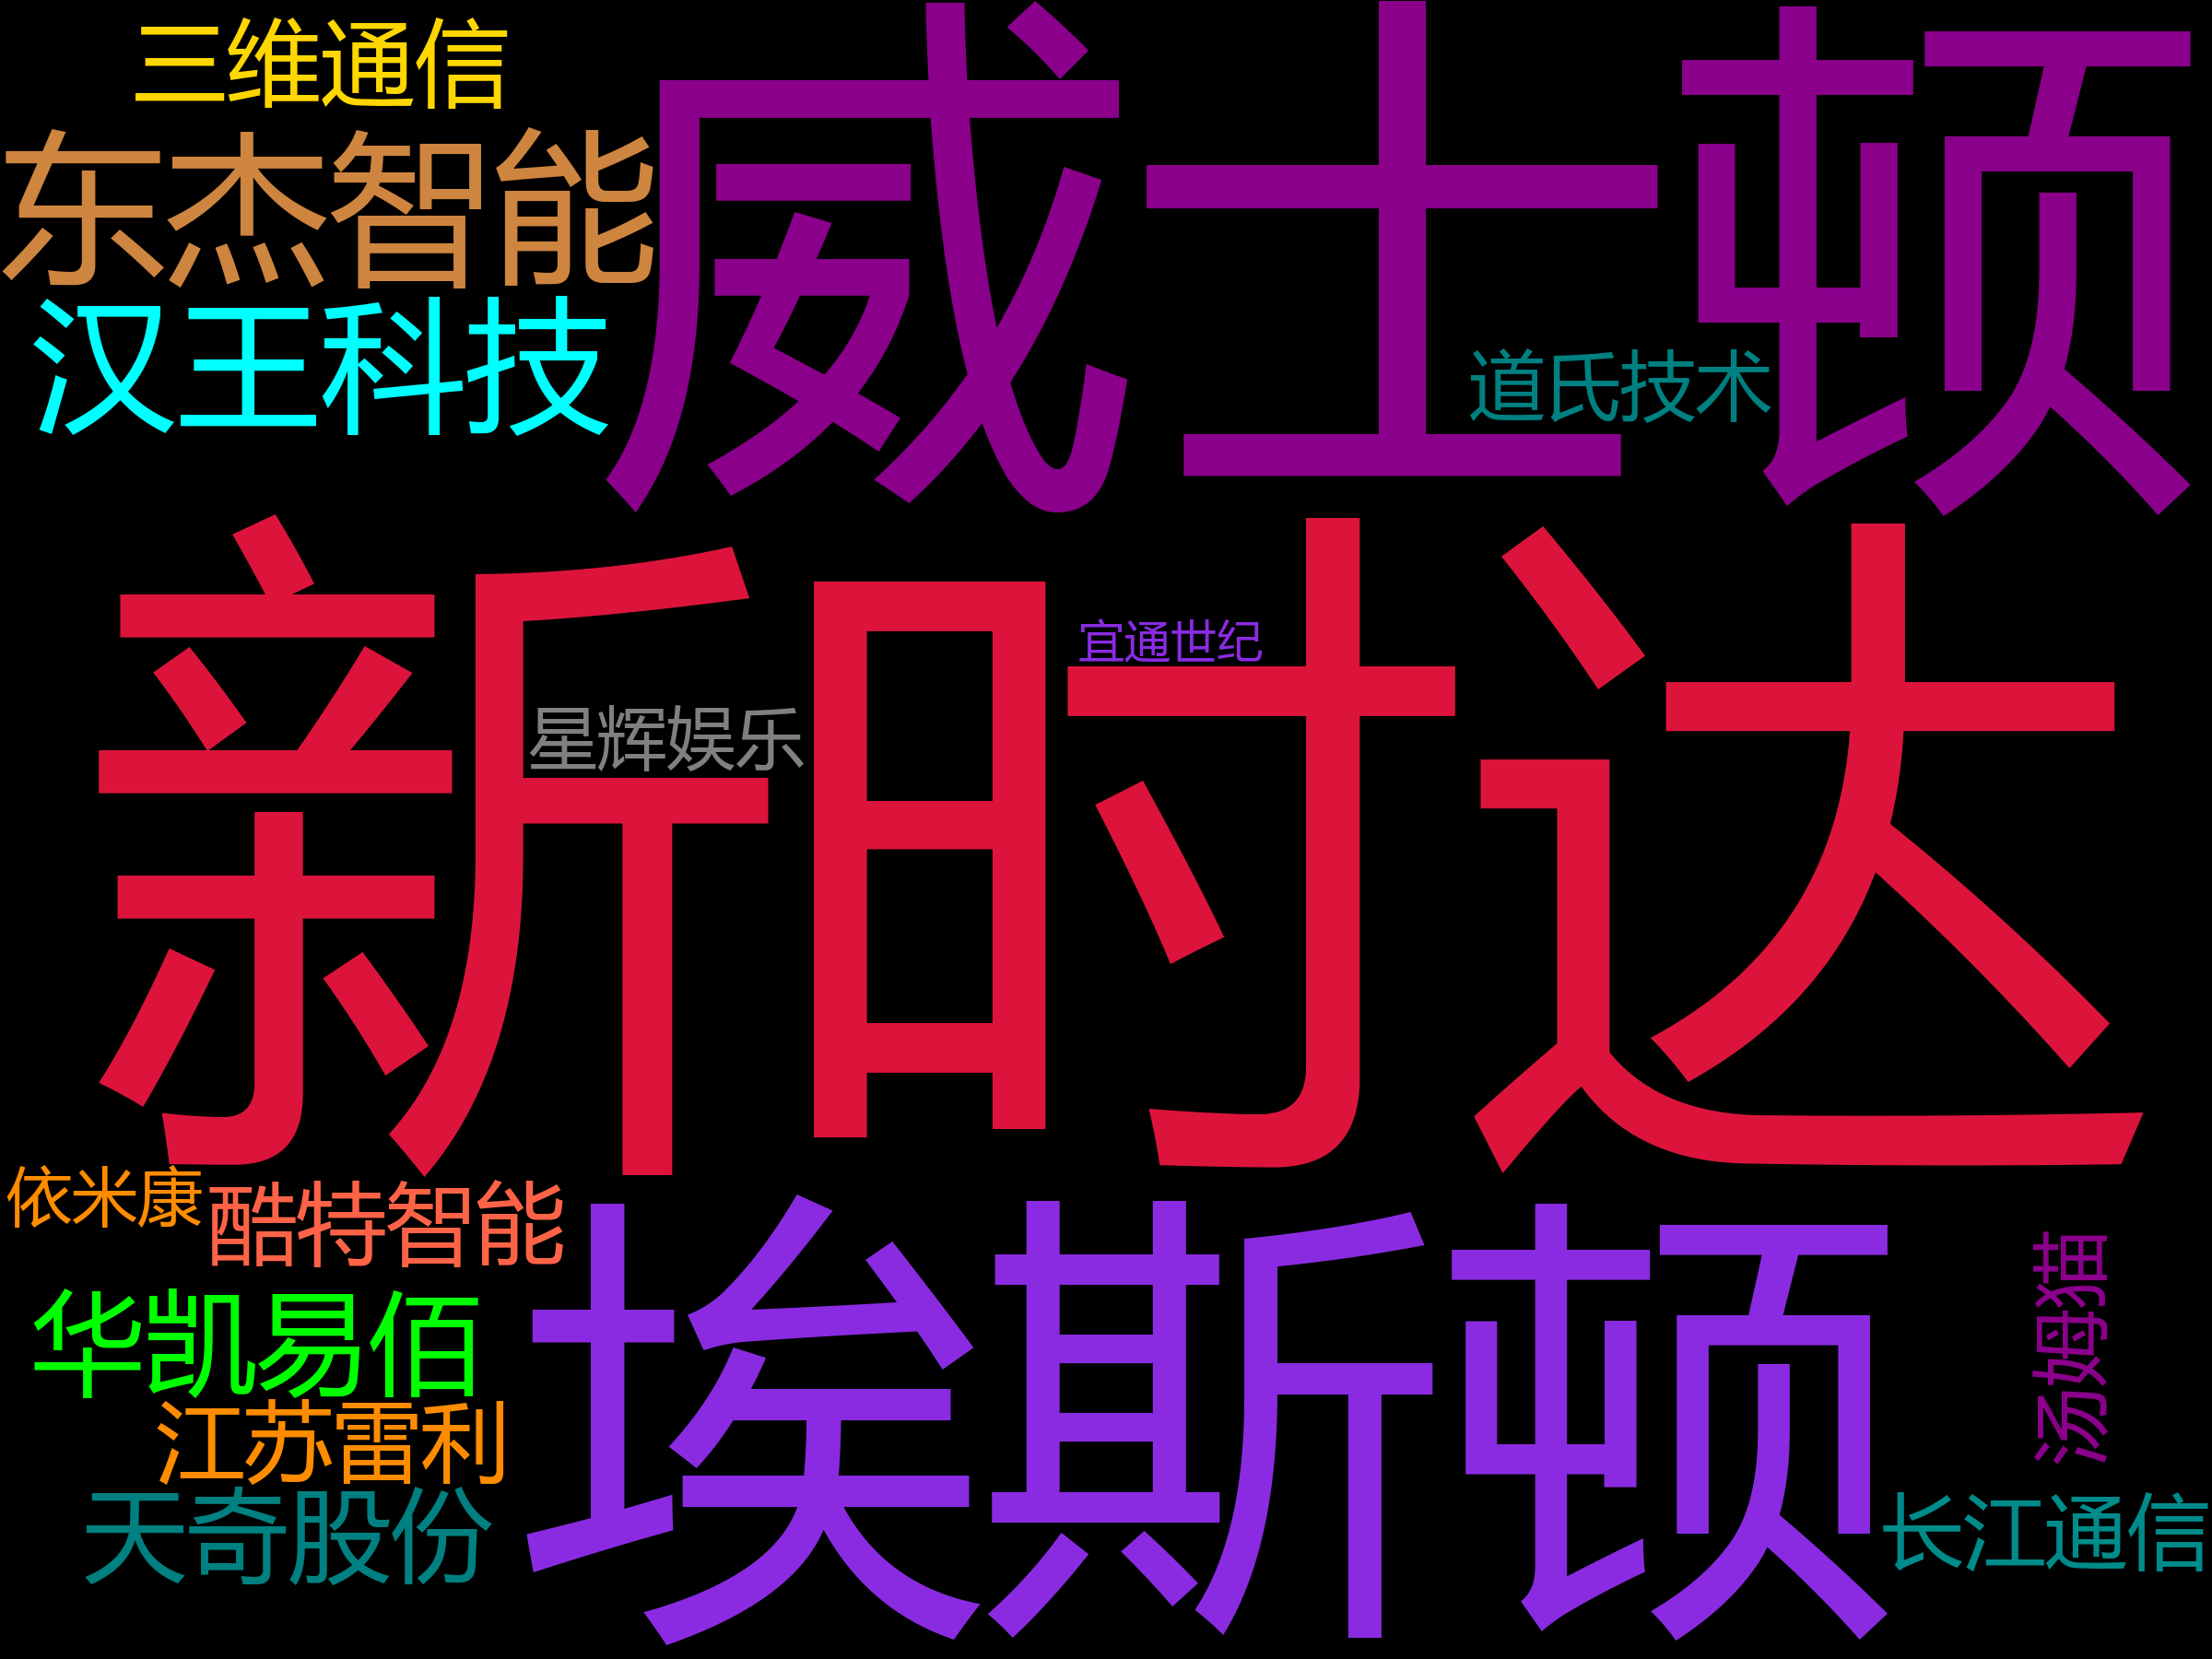 三维通信
威士顿
东杰智能
汉王科技
道氏技术
新时达
宜通世纪
星辉娱乐
依米康
酷特智能
埃斯顿
汤姆猫
华凯易佰
江苏雷利
天奇股份
长江通信